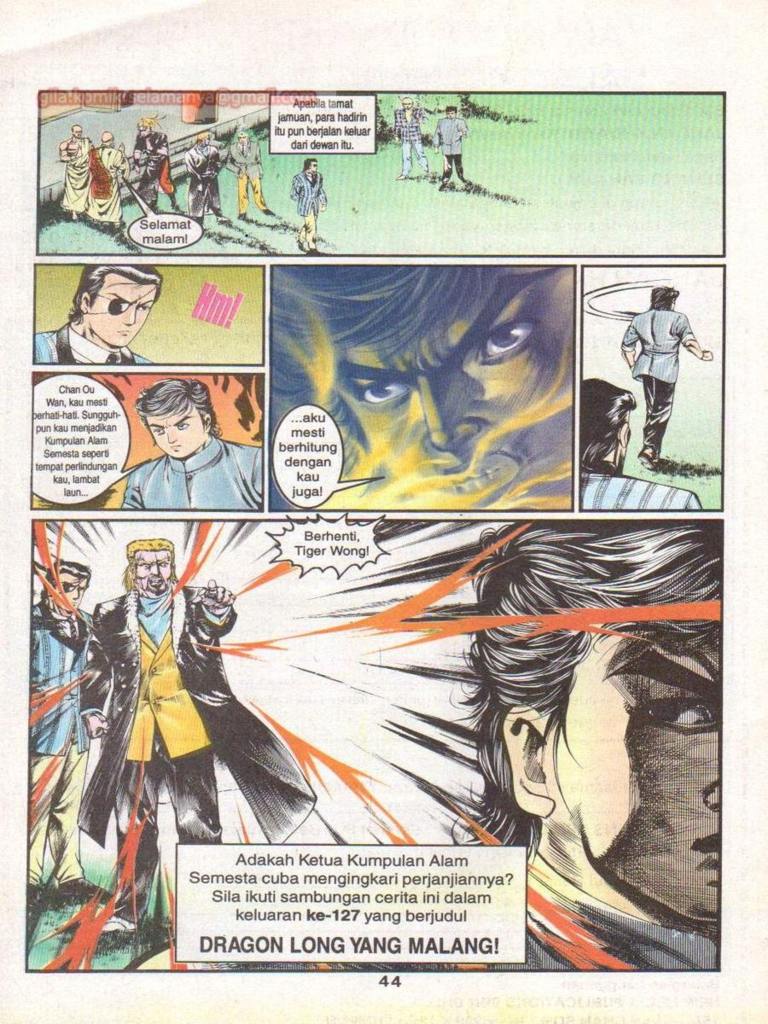 gilakomikselamanya@gmail.com
Apabila tamat
jamuan, para hadirin
itu pun berjalan keluar
dari dewan itu.
Selamat
malam!
Hm!
Chan Ou
Wan, kau mesti
berhati-hati. Sungguh-
pun kau menjadikan
Kumpulan Alam
Semesta seperti
tempat perlindungan
kau, lambat
laun...
...aku
mesti
berhitung
dengan
kau
juga!
Berhenti,
Tiger Wong!
Adakah Ketua Kumpulan Alam
Semesta cuba mengingkari perjanjiannya?
Sila ikuti sambungan cerita ini dalam
keluaran ke-127 yang berjudul
DRAGON LONG YANG MALANG!
44